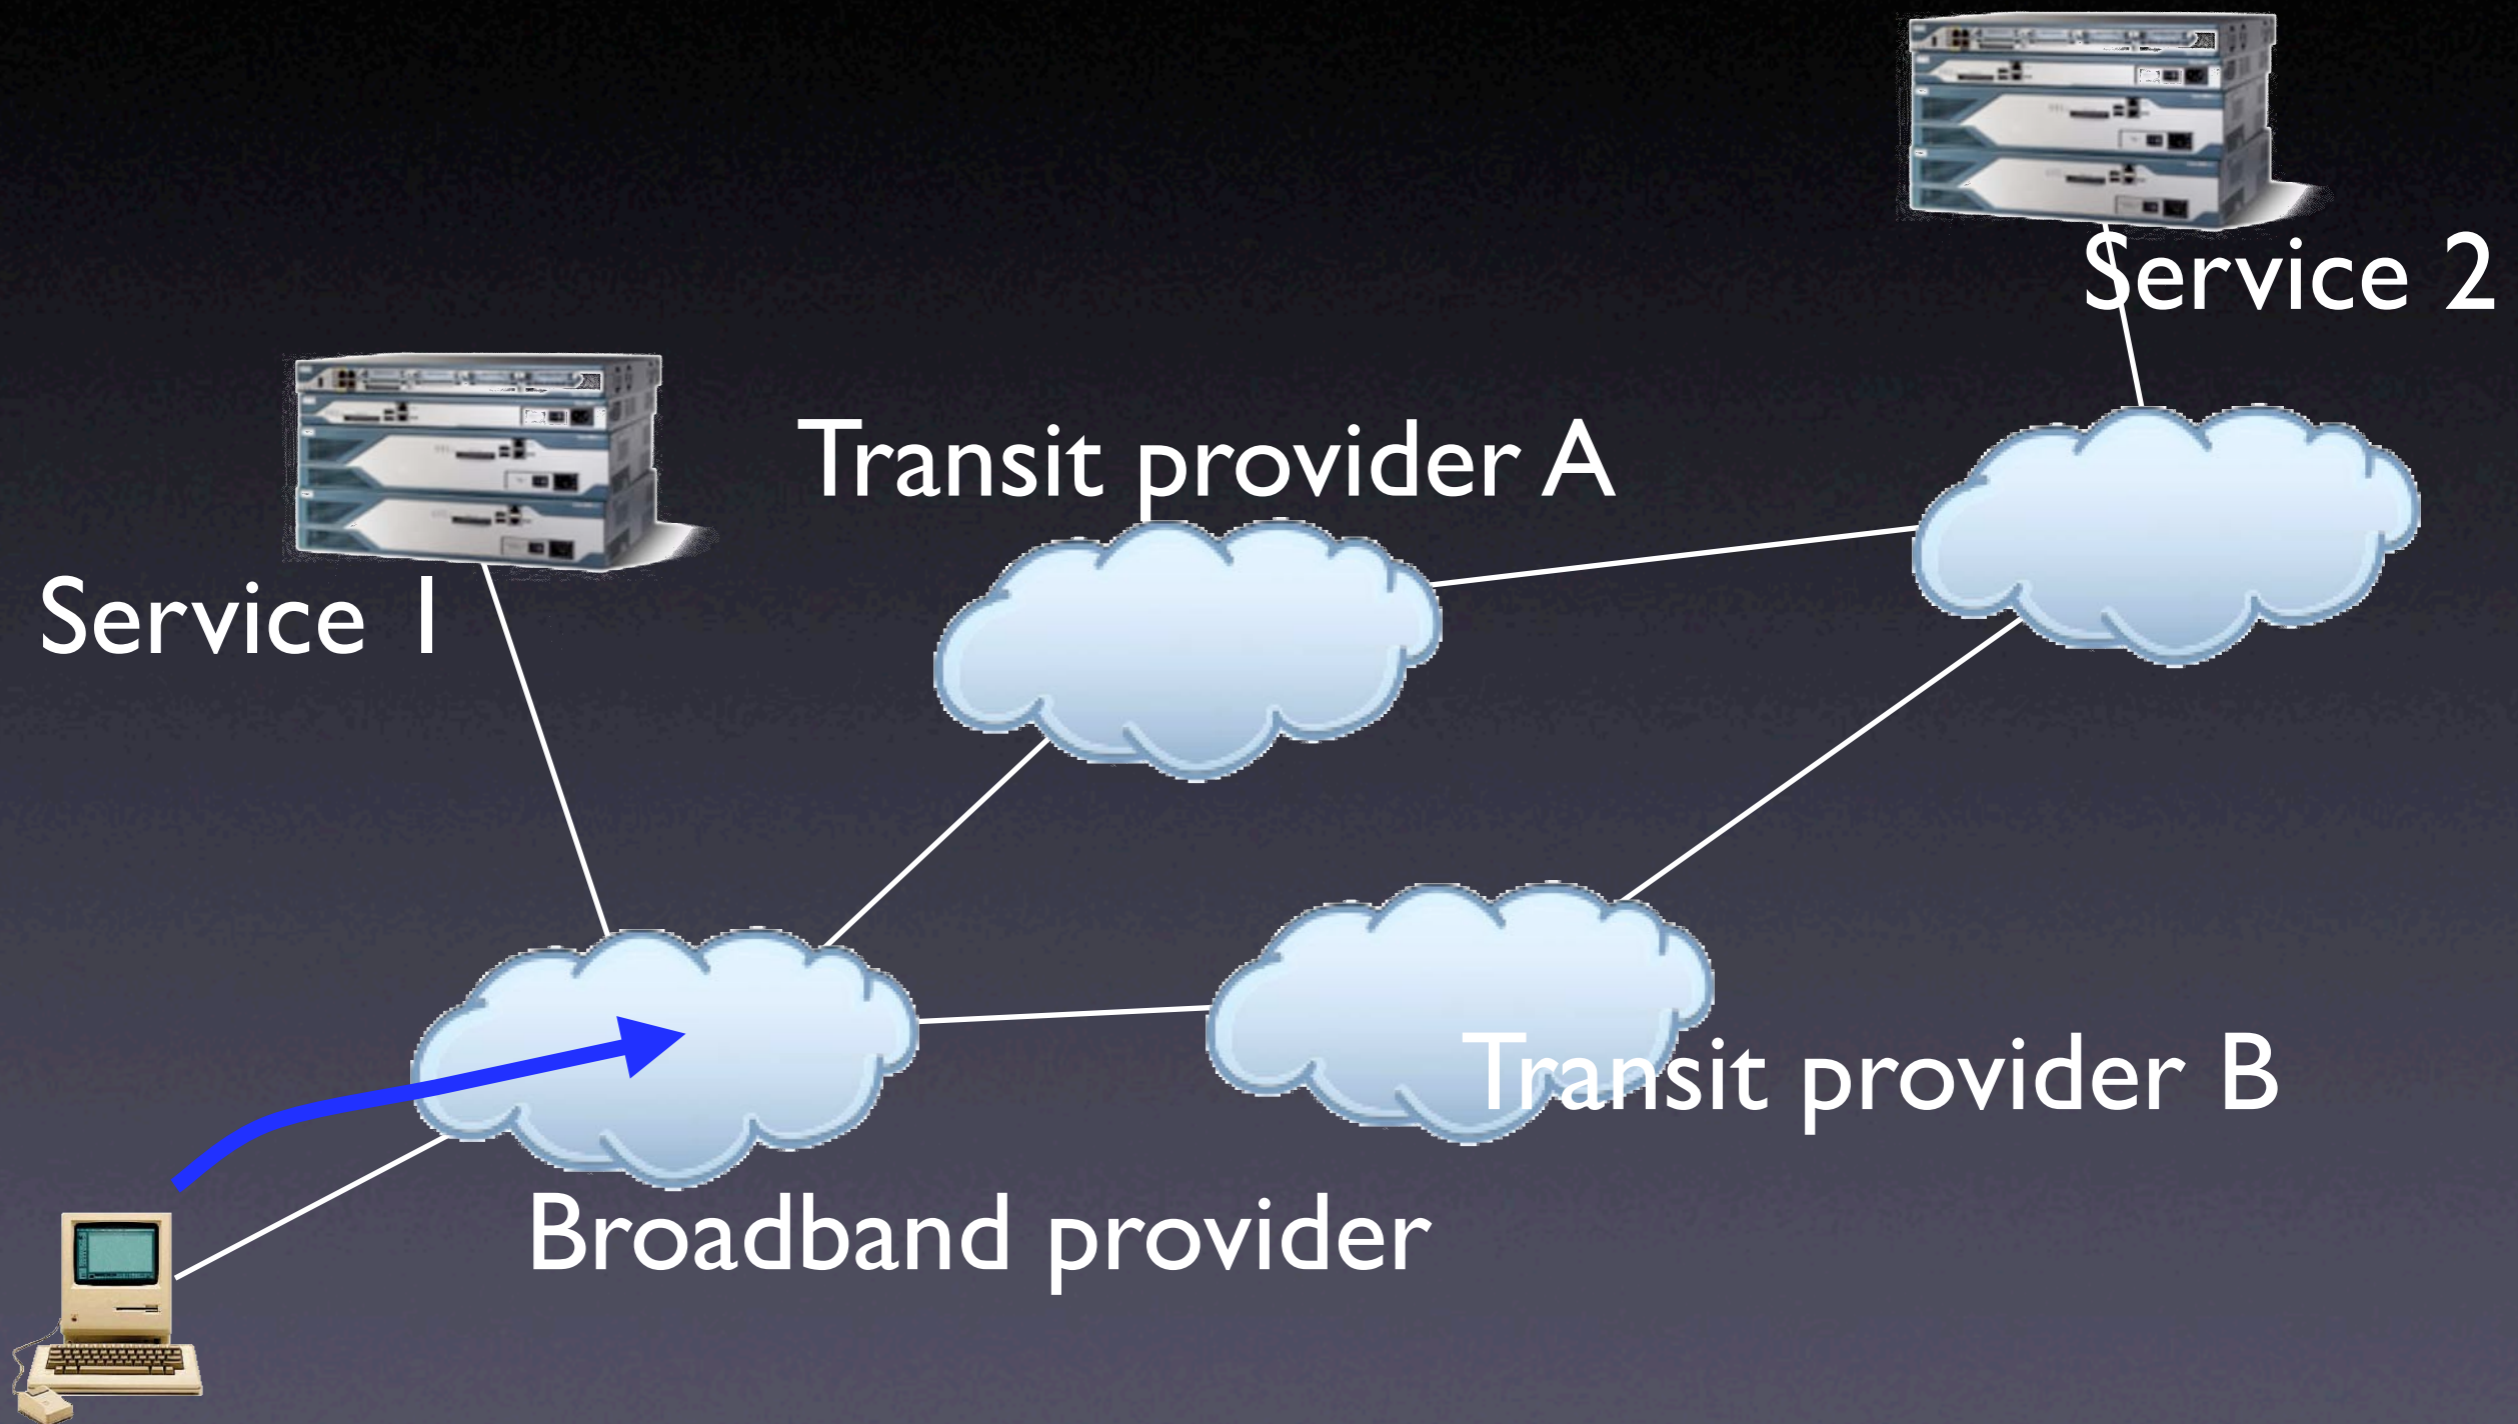 Service 2
Transit provider A
Service 1
Transit provider B
Broadband provider